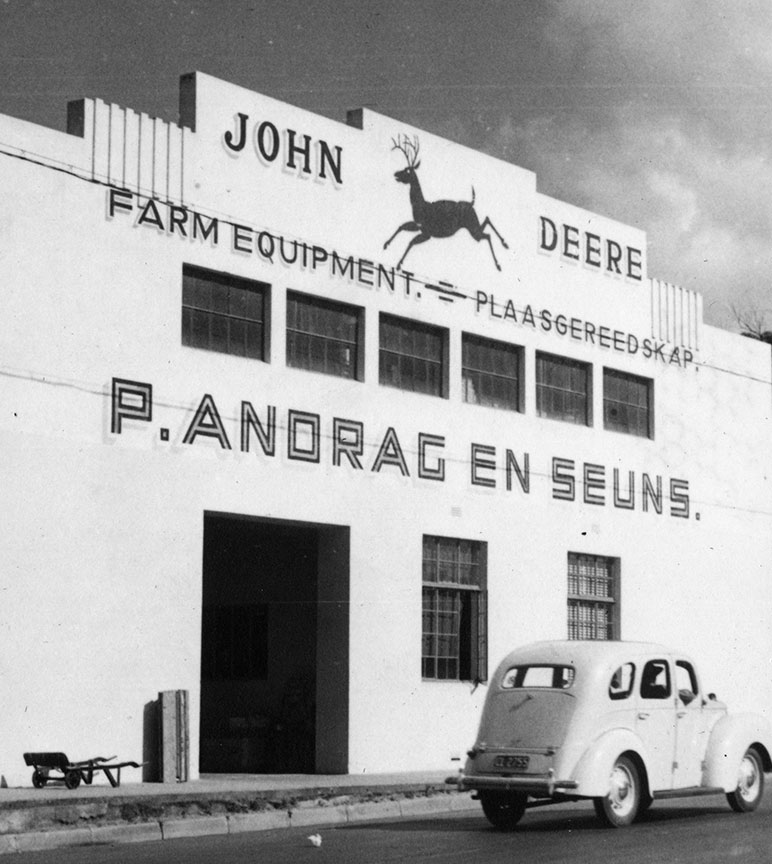 JOHN DEERE
FARM EQUIPMENT. PLAASGEREEDSKAP.
P. ANDRAG EN SEUNS.